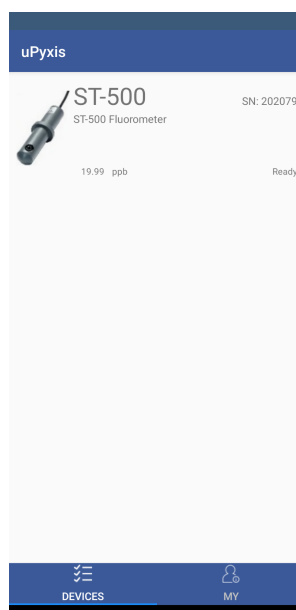 uPyxis
ST-500
SN: 202079
ST-500 Fluorometer
19.99 ppb
Ready
DEVICES
MY